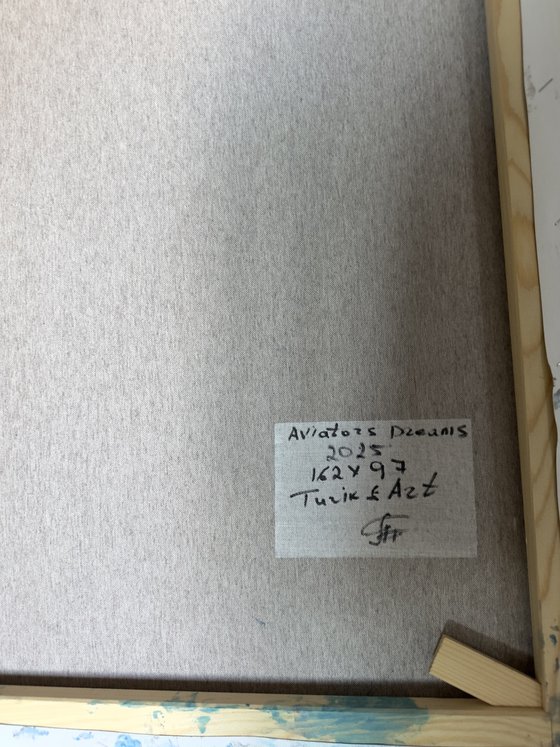 Aviators Dreams
2025
162x97
Turik & Art